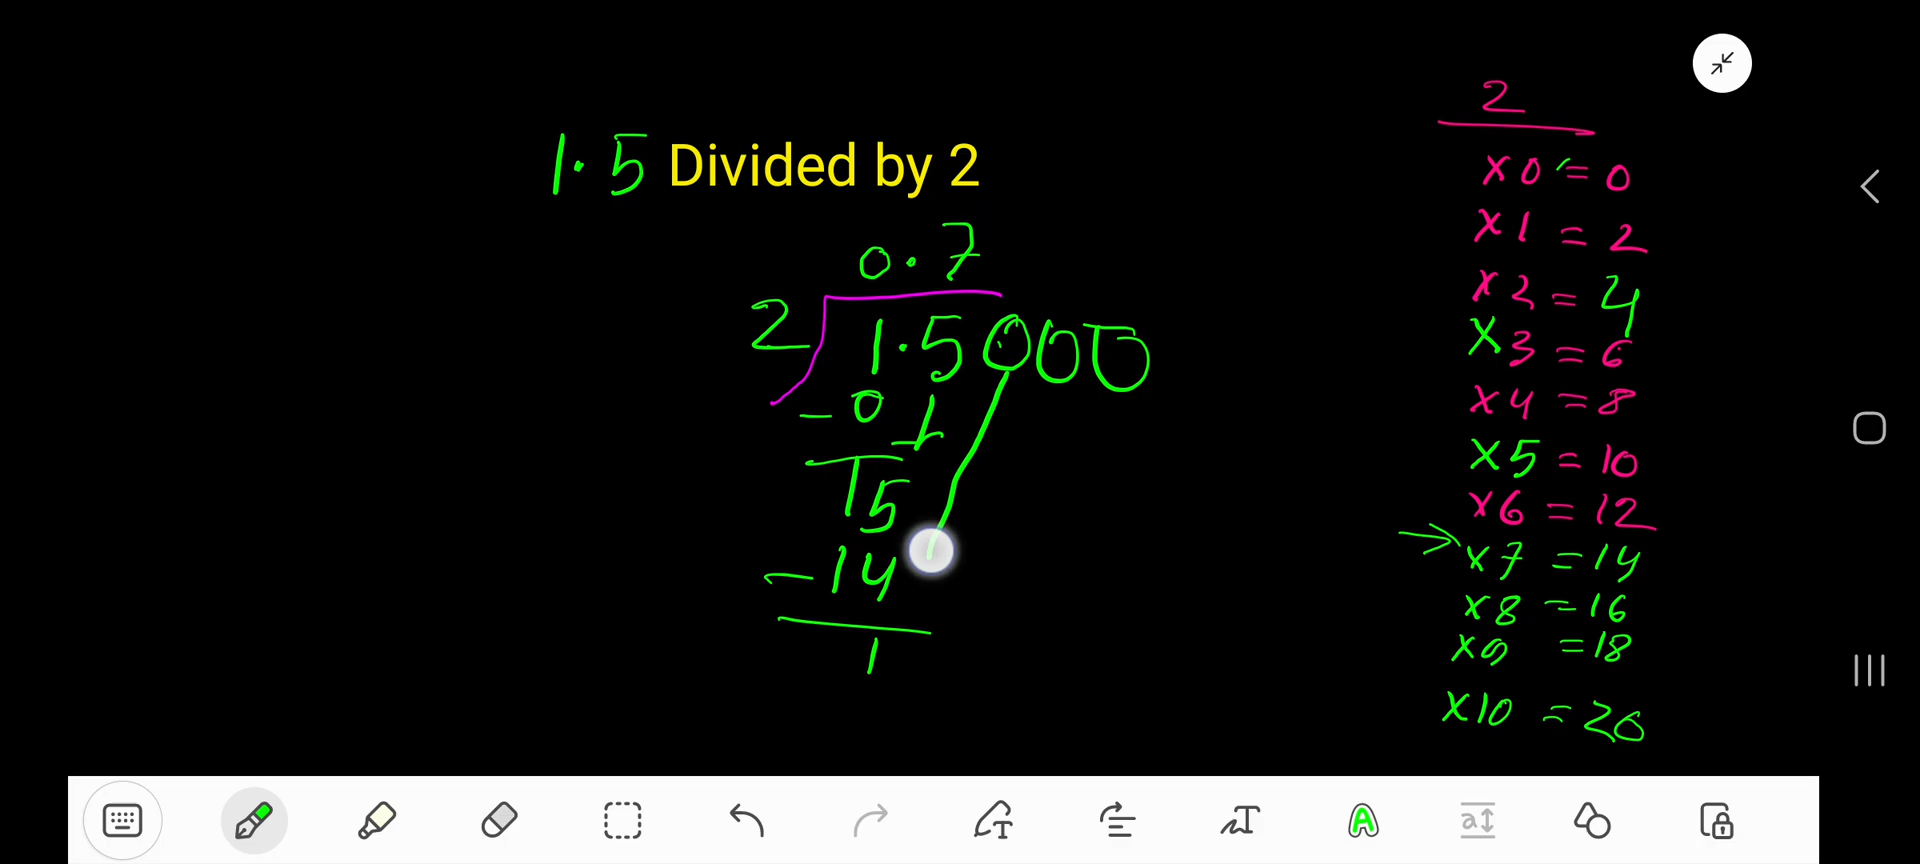 1.5 Divided by 2
0.7
2 1.5000
- 0
15
- 14
1
2
x0 = 0
x1 = 2
x2 = 4
x3 = 6
x4 = 8
x5 = 10
x6 = 12
→ x7 = 14
x8 = 16
x9 = 18
x10 = 20